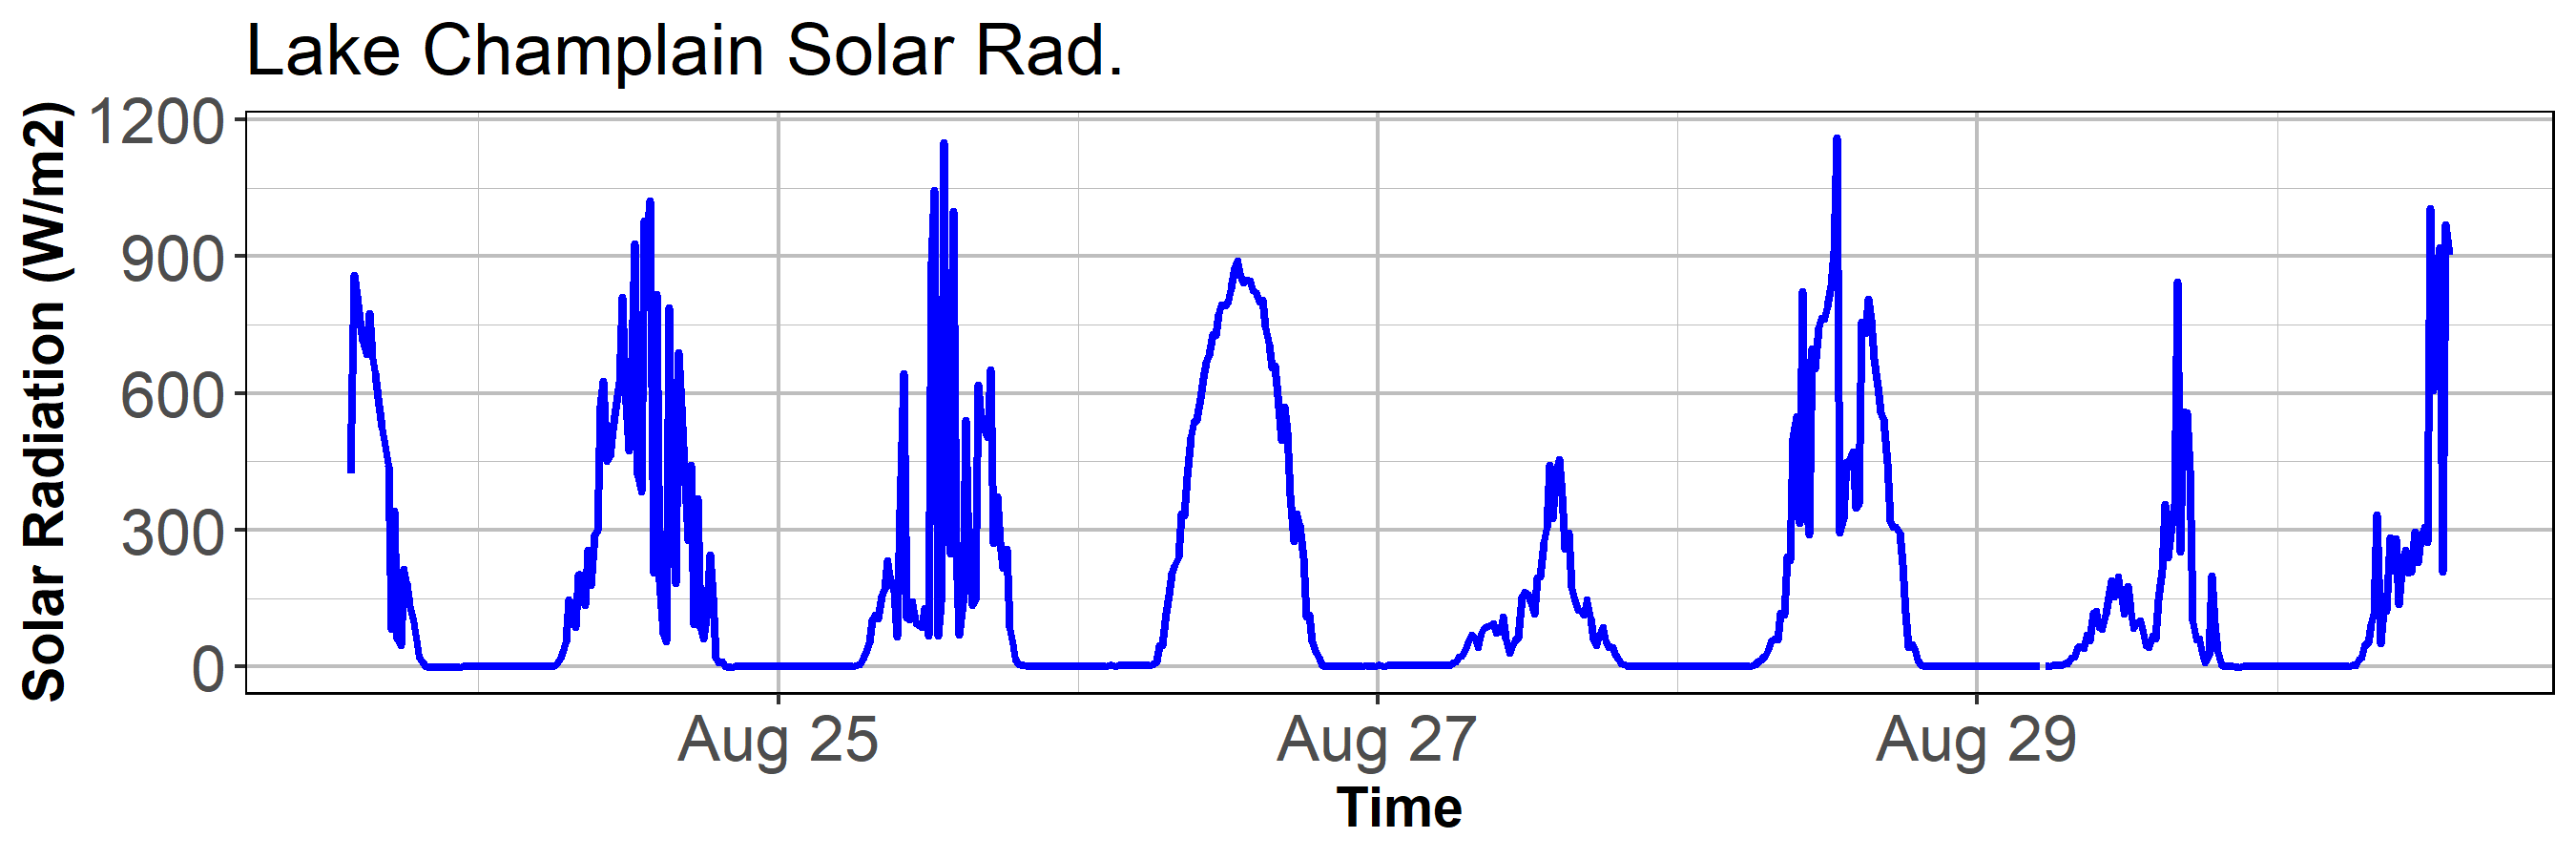 Lake Champlain Solar Rad.
Solar Radiation (W/m2)
1200
900
600
300
0
Aug 25
Aug 27
Aug 29
Time